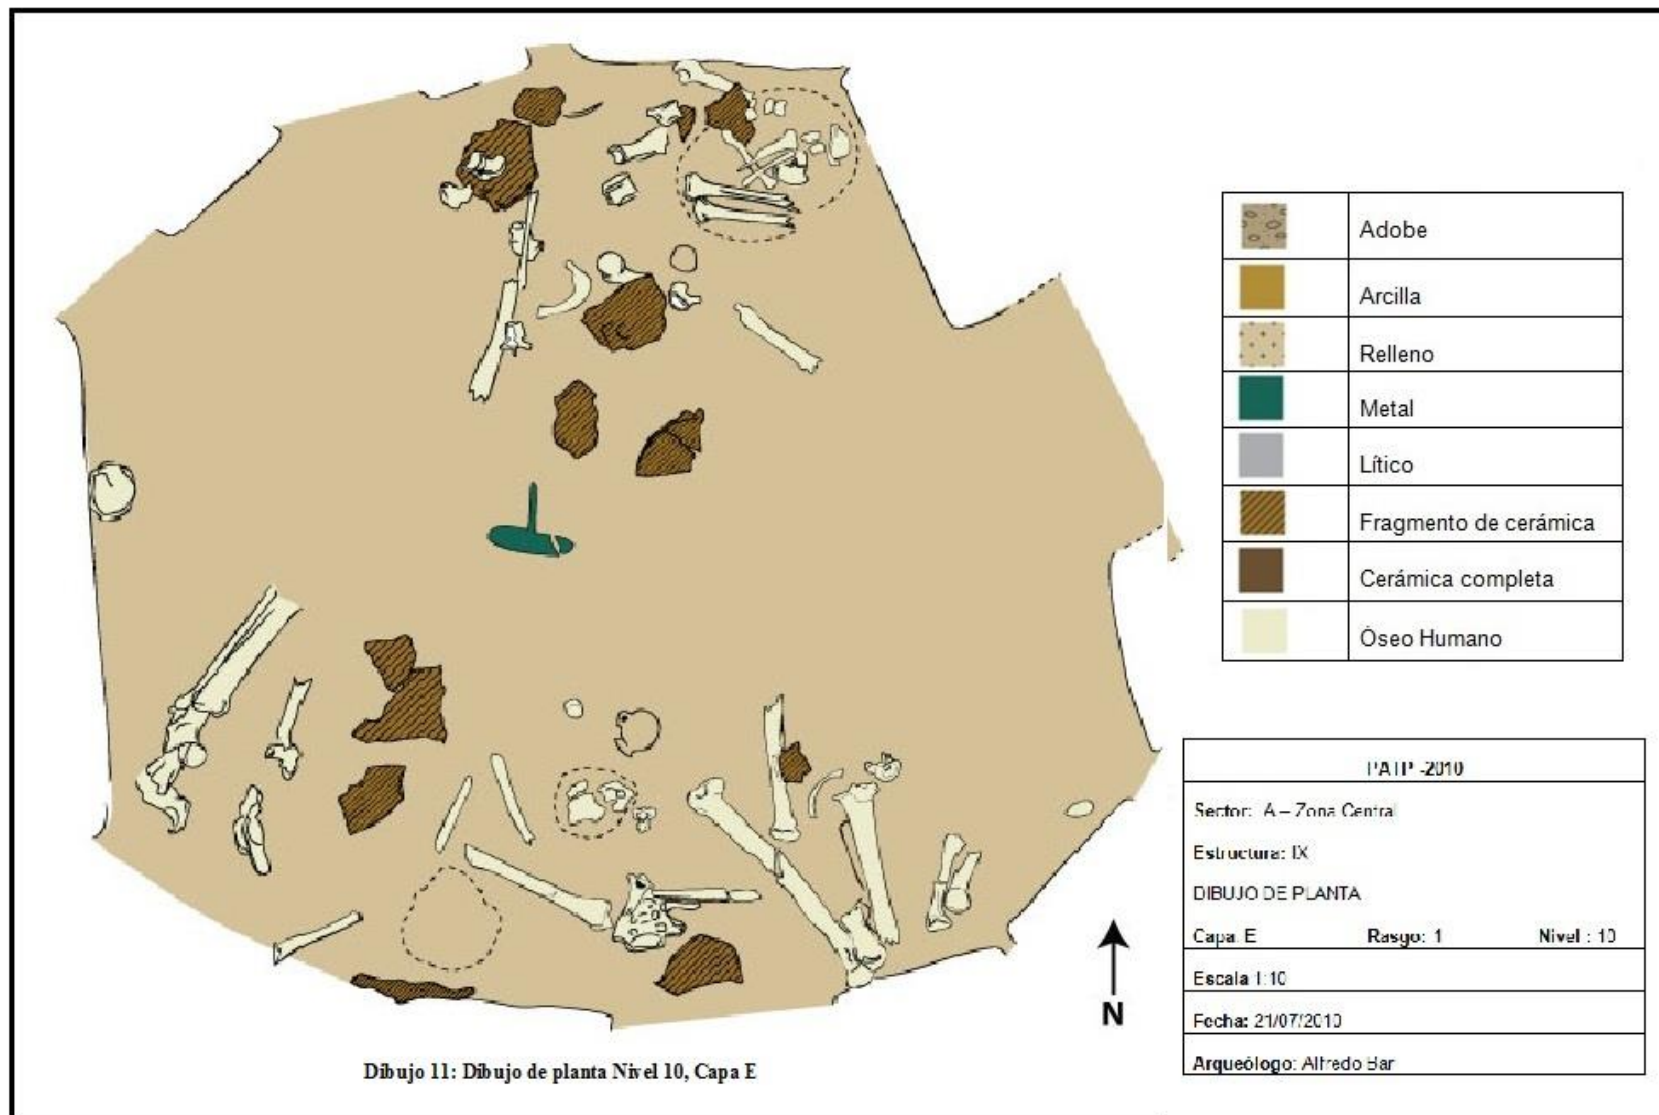 Adobe
Arcilla
Relleno
Metal
Lítico
Fragmento de cerámica
Cerámica completa
Óseo Humano
PATP -2010
Sector: A – Zona Central
Estructura: IX
DIBUJO DE PLANTA
Capa: E Rasgo: 1 Nivel : 10
Escala 1:10
Fecha: 21/07/2010
Arqueólogo: Alfredo Bar
N
Dibujo 11: Dibujo de planta Nivel 10, Capa E